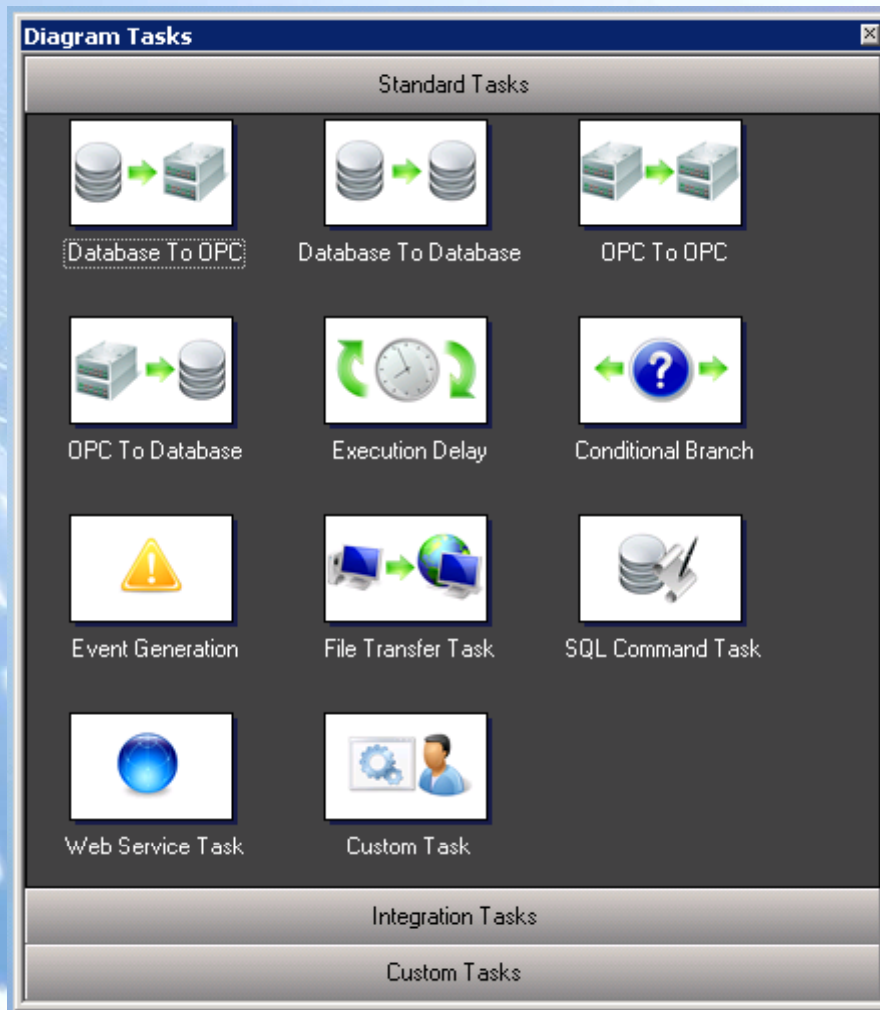 Diagram Tasks
Standard Tasks
Database To OPC
Database To Database
OPC To OPC
OPC To Database
Execution Delay
Conditional Branch
Event Generation
File Transfer Task
SQL Command Task
Web Service Task
Custom Task
Integration Tasks
Custom Tasks